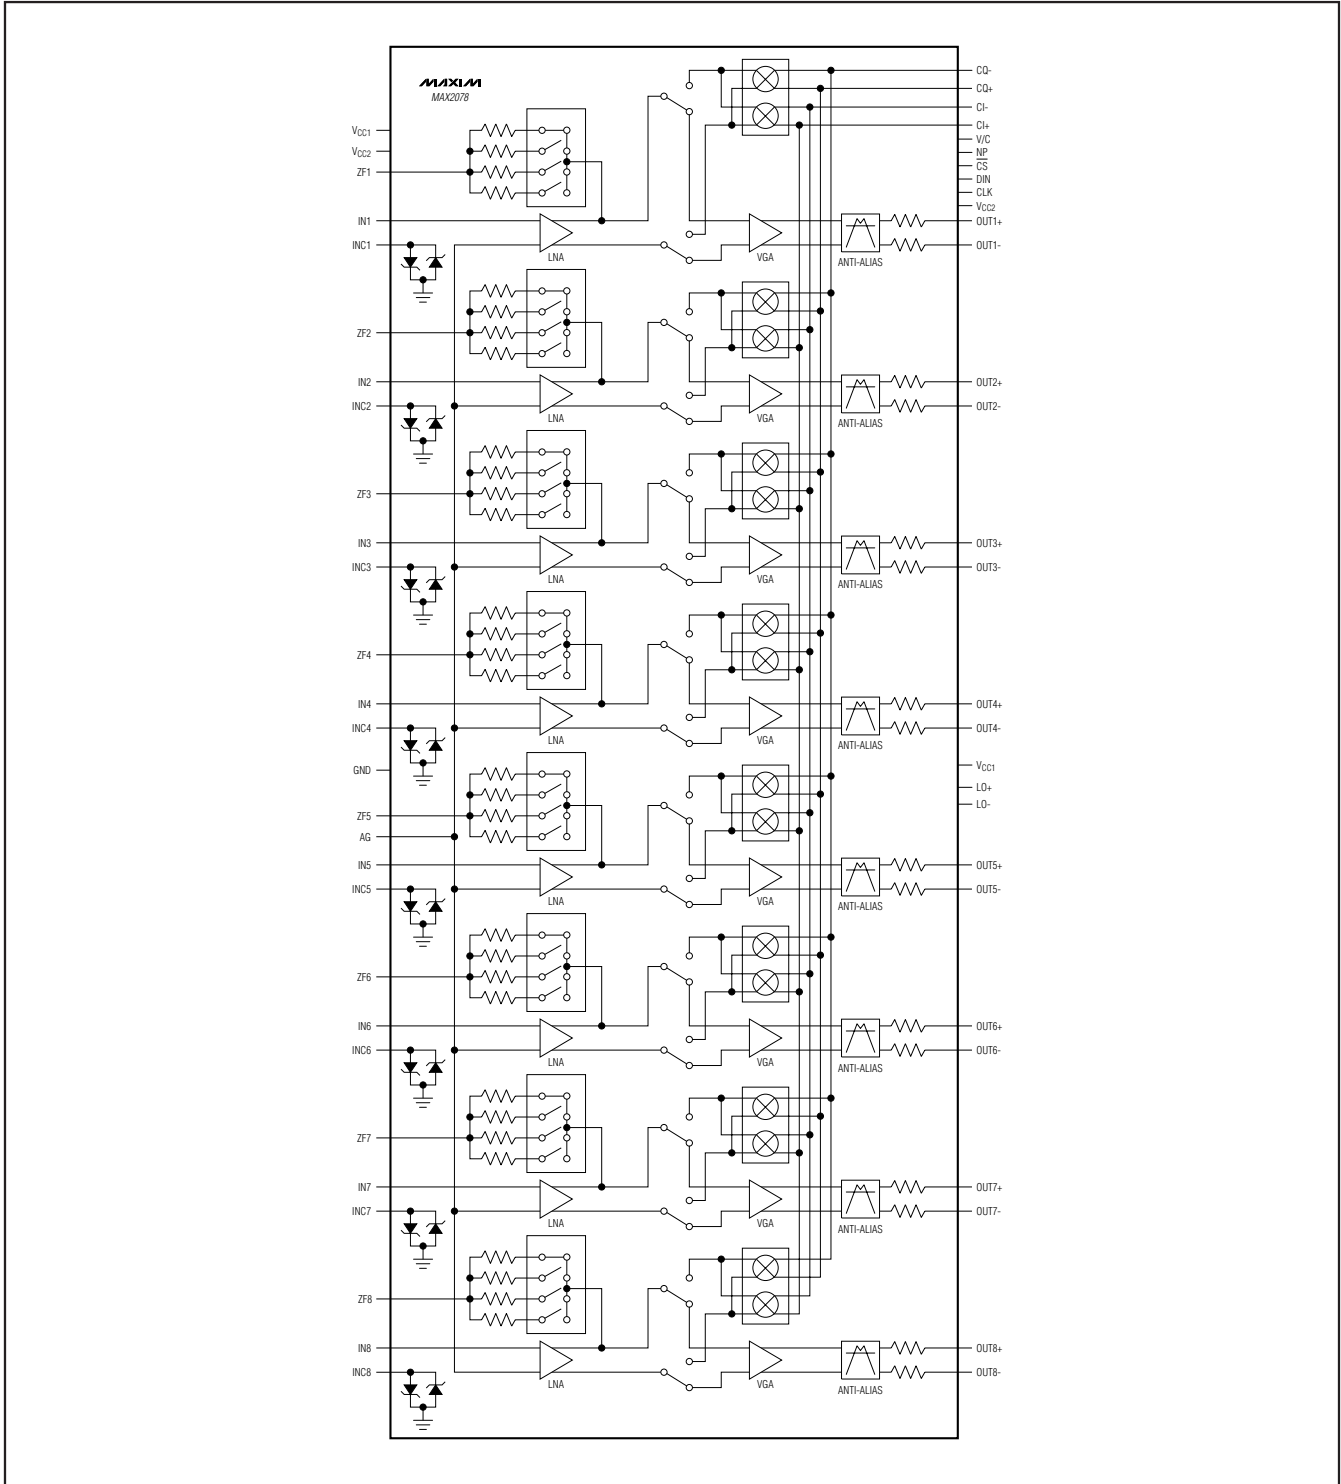 MAXIM
MAX2078
VCC1
VCC2
ZF1
IN1
INC1
CQ-
CQ+
CI-
CI+
V/C
NP
CS
DIN
CLK
VCC2
OUT1+
OUT1-
LNA
VGA
ANTI-ALIAS
ZF2
IN2
INC2
OUT2+
OUT2-
LNA
VGA
ANTI-ALIAS
ZF3
IN3
INC3
OUT3+
OUT3-
LNA
VGA
ANTI-ALIAS
ZF4
IN4
INC4
OUT4+
OUT4-
LNA
VGA
ANTI-ALIAS
GND
VCC1
LO+
LO-
ZF5
AG
IN5
INC5
OUT5+
OUT5-
LNA
VGA
ANTI-ALIAS
ZF6
IN6
INC6
OUT6+
OUT6-
LNA
VGA
ANTI-ALIAS
ZF7
IN7
INC7
OUT7+
OUT7-
LNA
VGA
ANTI-ALIAS
ZF8
IN8
INC8
OUT8+
OUT8-
LNA
VGA
ANTI-ALIAS